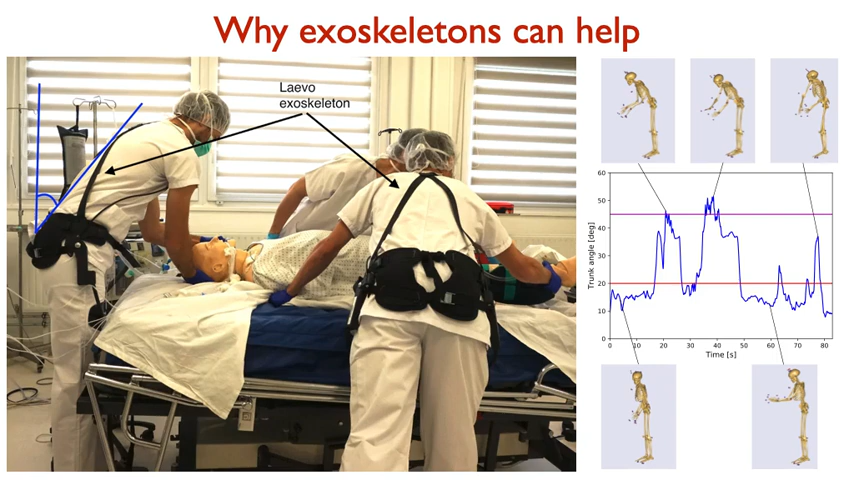 Why exoskeletons can help
Laevo
exoskeleton
60
50
40
30
20
10
0
Trunk angle [deg]
0 10 20 30 40 50 60 70 80
Time [s]